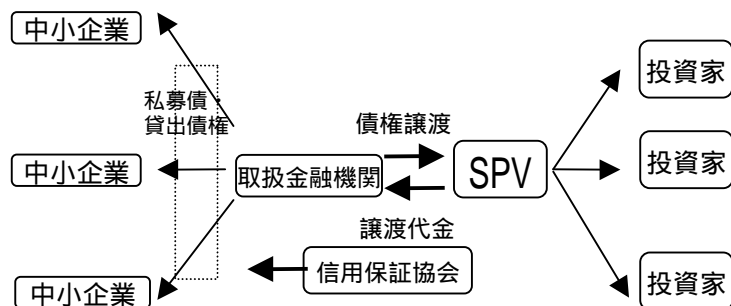 中小企業
私募債・
貸出債権
中小企業
中小企業
取扱金融機関
債権譲渡
譲渡代金
信用保証協会
SPV
投資家
投資家
投資家